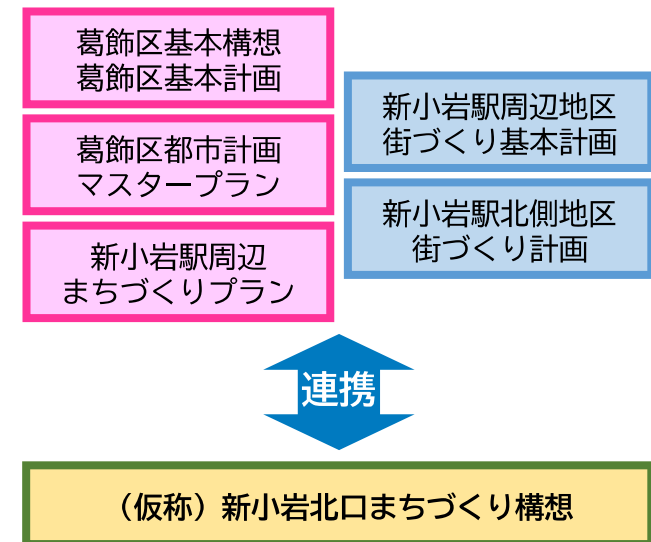 葛飾区基本構想
葛飾区基本計画
葛飾区都市計画
マスタープラン
新小岩駅周辺
まちづくりプラン
新小岩駅周辺地区
街づくり基本計画
新小岩駅北側地区
街づくり計画
連携
（仮称）新小岩北口まちづくり構想